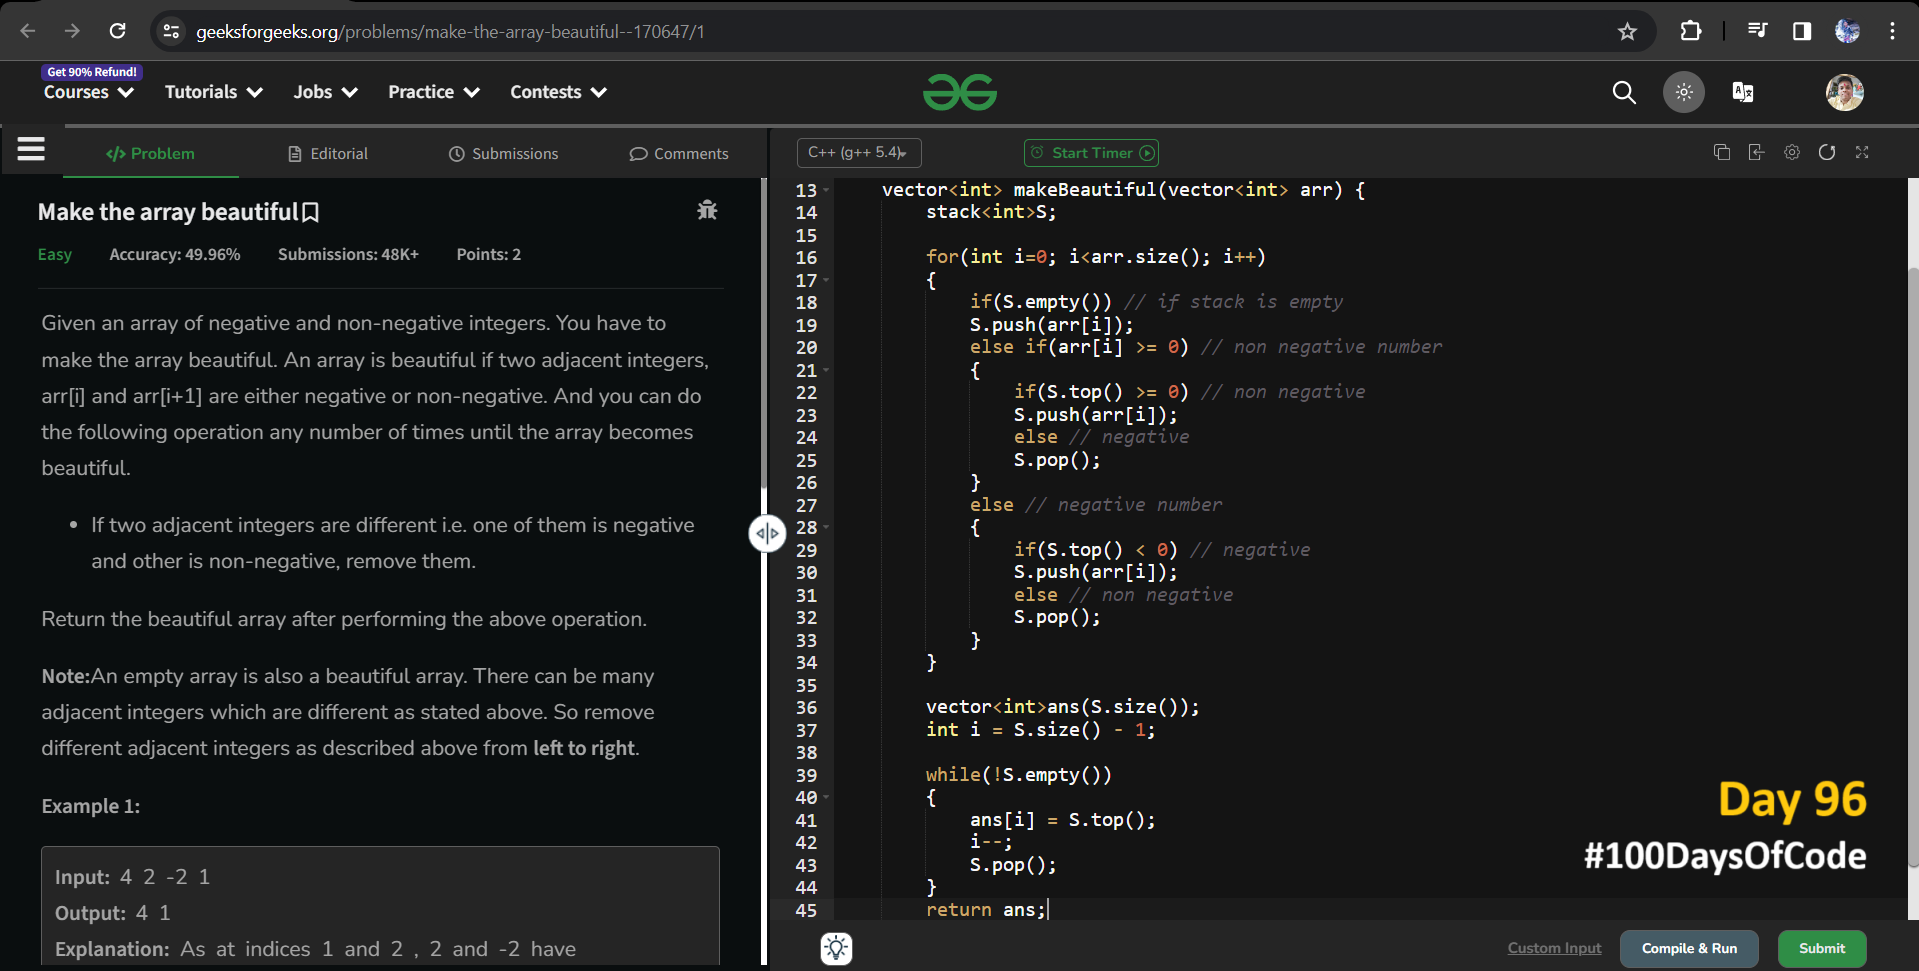 geeksforgeeks.org/problems/make-the-array-beautiful--170647/1
Get 90% Refund!
Courses Tutorials Jobs Practice Contests
</> Problem Editorial Submissions Comments
Make the array beautiful
Easy Accuracy: 49.96% Submissions: 48K+ Points: 2
Given an array of negative and non-negative integers. You have to
make the array beautiful. An array is beautiful if two adjacent integers,
arr[i] and arr[i+1] are either negative or non-negative. And you can do
the following operation any number of times until the array becomes
beautiful.
• If two adjacent integers are different i.e. one of them is negative
and other is non-negative, remove them.
Return the beautiful array after performing the above operation.
Note:An empty array is also a beautiful array. There can be many
adjacent integers which are different as stated above. So remove
different adjacent integers as described above from left to right.
Example 1:
Input: 4 2 -2 1
Output: 4 1
Explanation: As at indices 1 and 2 , 2 and -2 have
C++ (g++ 5.4) Start Timer
13 vector<int> makeBeautiful(vector<int> arr) {
14 stack<int>S;
15
16 for(int i=0; i<arr.size(); i++)
17 {
18 if(S.empty()) // if stack is empty
19 S.push(arr[i]);
20 else if(arr[i] >= 0) // non negative number
21 {
22 if(S.top() >= 0) // non negative
23 S.push(arr[i]);
24 else // negative
25 S.pop();
26 }
27 else // negative number
28 {
29 if(S.top() < 0) // negative
30 S.push(arr[i]);
31 else // non negative
32 S.pop();
33 }
34 }
35
36 vector<int>ans(S.size());
37 int i = S.size() - 1;
38
39 while(!S.empty())
40 {
41 ans[i] = S.top();
42 i--;
43 S.pop();
44 }
45 return ans;
Day 96
#100DaysOfCode
Custom Input Compile & Run Submit